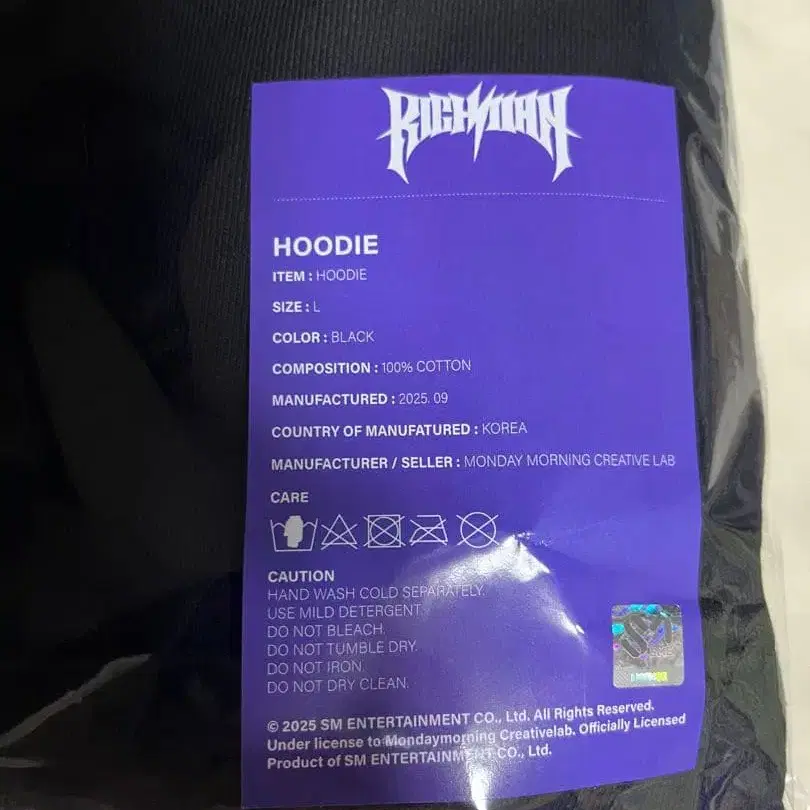 RICH MAN
HOODIE
ITEM : HOODIE
SIZE : L
COLOR : BLACK
COMPOSITION : 100% COTTON
MANUFACTURED : 2025. 09
COUNTRY OF MANUFATURED : KOREA
MANUFACTURER / SELLER : MONDAY MORNING CREATIVE LAB
CARE
CAUTION
HAND WASH COLD SEPARATELY.
USE MILD DETERGENT.
DO NOT BLEACH.
DO NOT TUMBLE DRY.
DO NOT IRON.
DO NOT DRY CLEAN.
© 2025 SM ENTERTAINMENT CO., Ltd. All Rights Reserved.
Under license to Mondaymorning Creativelab. Officially Licensed
Product of SM ENTERTAINMENT CO., Ltd.